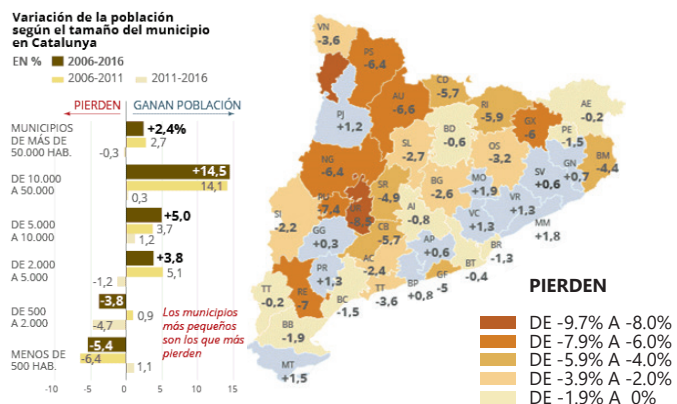 Variación de la población
según el tamaño del municipio
en Catalunya
EN % 2006-2016
2006-2011 2011-2016
PIERDEN GANAN POBLACIÓN
MUNICIPIOS
DE MÁS DE
50.000 HAB.
+2,4%
2,7
-0,3
DE 10.000
A 50.000
+14,5
14,1
0,3
DE 5.000
A 10.000
+5,0
3,7
1,2
DE 2.000
A 5.000
+3,8
5,1
-1,2
DE 500
A 2.000
-3,8
0,9
-4,7
MENOS DE
500 HAB.
-5,4
-6,4
1,1
Los municipios
más pequeños
son los que más
pierden
-10 -5 0 5 10 15
VN
-3,6
PS
-6,4
PJ
+1,2
AU
-6,6
CD
-5,7
BD
-0,6
RI
-5,9
GX
-6
AE
-0,2
PE
-1,5
SL
-2,7
OS
-3,2
SV
+0,6
GN
+0,7
BM
-4,4
NG
-6,4
SR
-4,9
BG
-2,6
MO
+1,9
VR
+1,3
PU
-7,4
UR
-8,5
AI
-0,8
VC
+1,3
MM
+1,8
SI
-2,2
GG
+0,3
CB
-5,7
AP
+0,6
BR
-1,3
PR
+1,3
AC
-2,4
BT
-0,4
TT
-0,2
RE
-7
BC
-1,5
TT
-3,6
BP
+0,8
GF
-5
BB
-1,9
MT
+1,5
PIERDEN
DE -9.7% A -8.0%
DE -7.9% A -6.0%
DE -5.9% A -4.0%
DE -3.9% A -2.0%
DE -1.9% A 0%